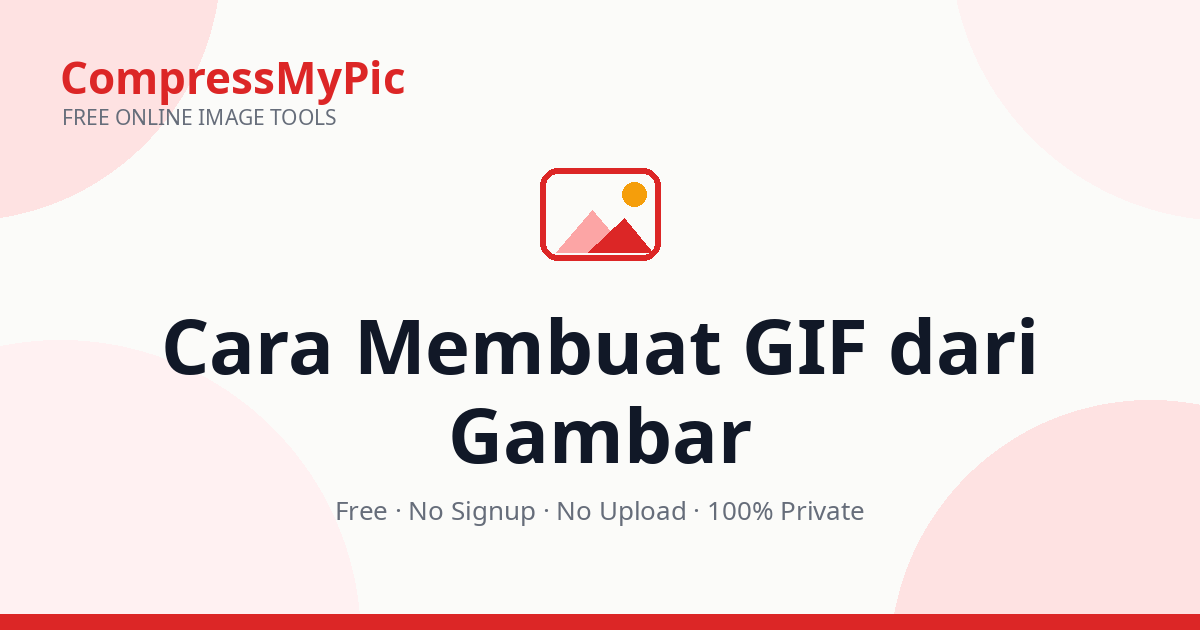 CompressMyPic
FREE ONLINE IMAGE TOOLS
Cara Membuat GIF dari
Gambar
Free · No Signup · No Upload · 100% Private